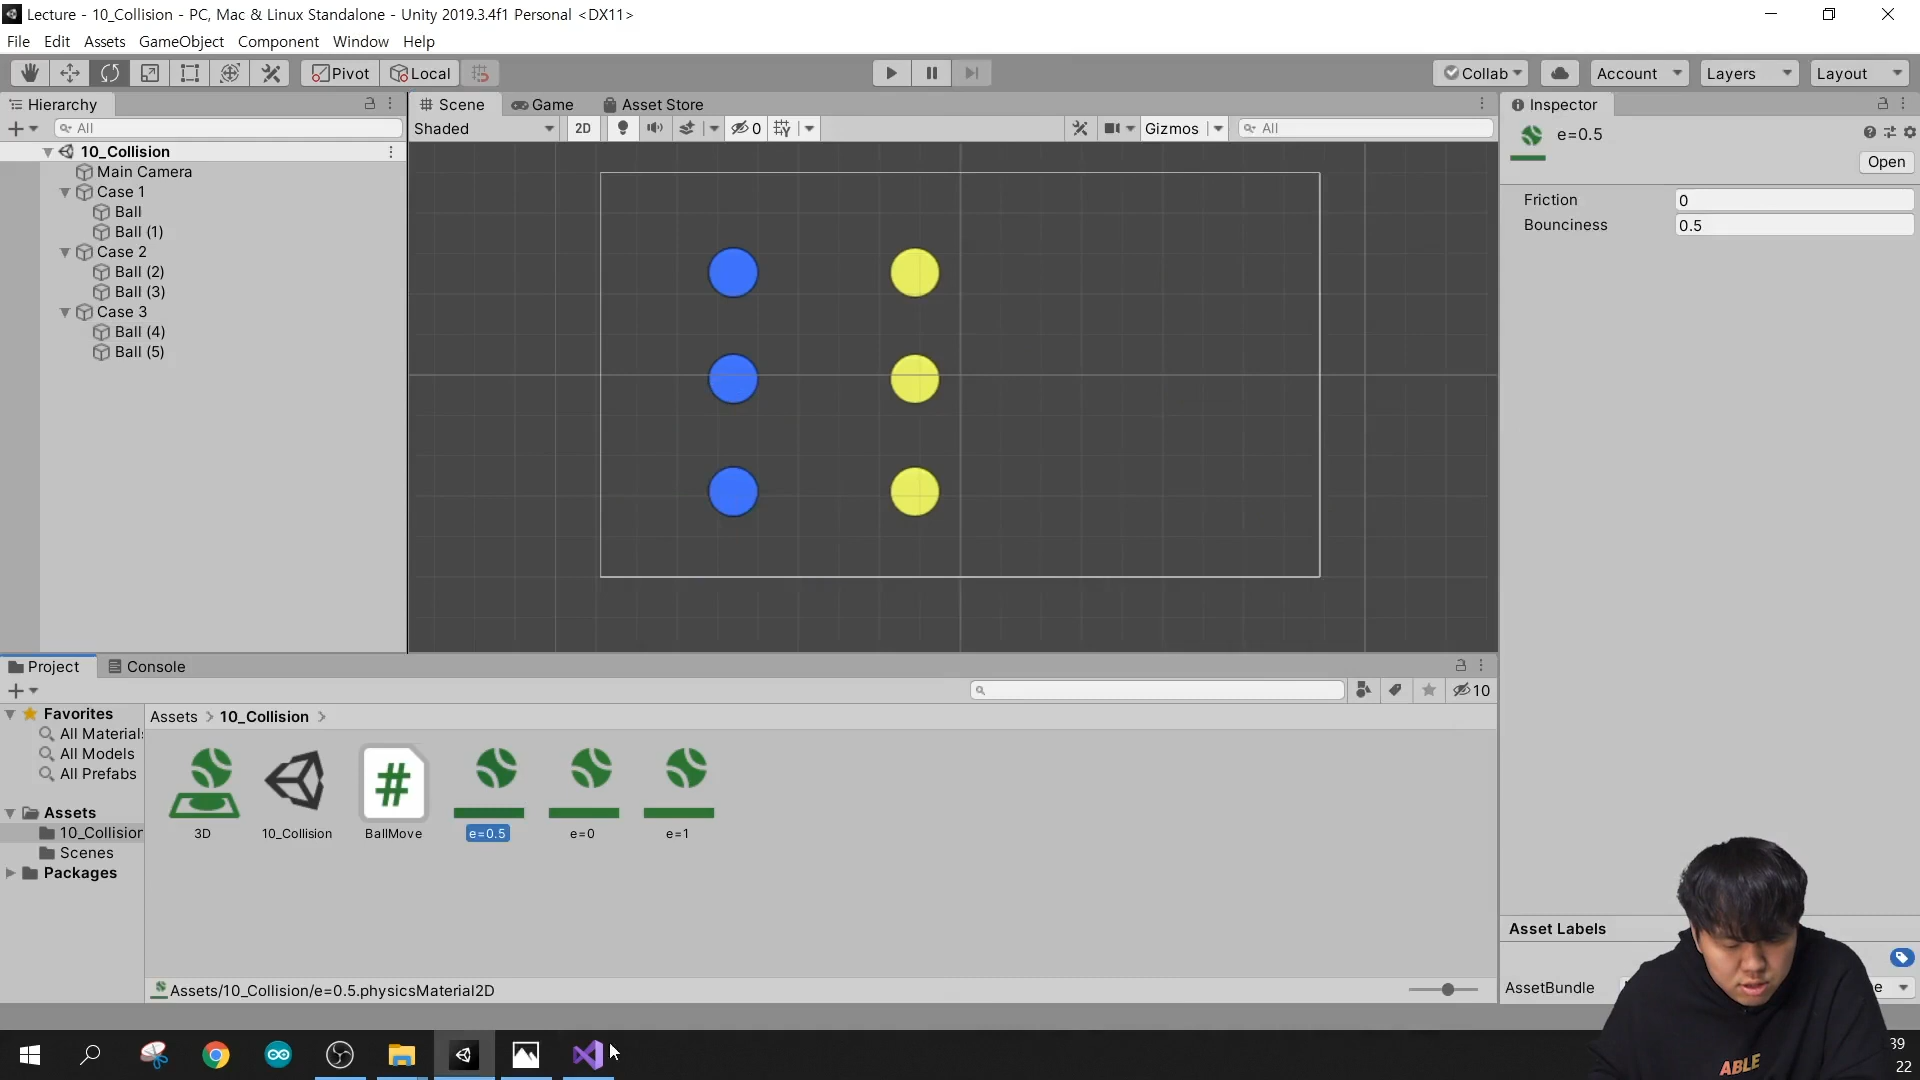 Lecture - 10_Collision - PC, Mac & Linux Standalone - Unity 2019.3.4f1 Personal <DX11>
File Edit Assets GameObject Component Window Help
Pivot Local Collab Account Layers Layout
Hierarchy
All
10_Collision
Main Camera
Case 1
Ball
Ball (1)
Case 2
Ball (2)
Ball (3)
Case 3
Ball (4)
Ball (5)
Scene Game Asset Store
Shaded 2D 0 Gizmos All
Inspector
e=0.5
Open
Friction 0
Bounciness 0.5
Project Console
10
Favorites
All Materials
All Models
All Prefabs
Assets
10_Collision
Scenes
Packages
Assets > 10_Collision >
3D 10_Collision BallMove e=0.5 e=0 e=1
Assets/10_Collision/e=0.5.physicsMaterial2D
Asset Labels
AssetBundle
ABLE
39
22